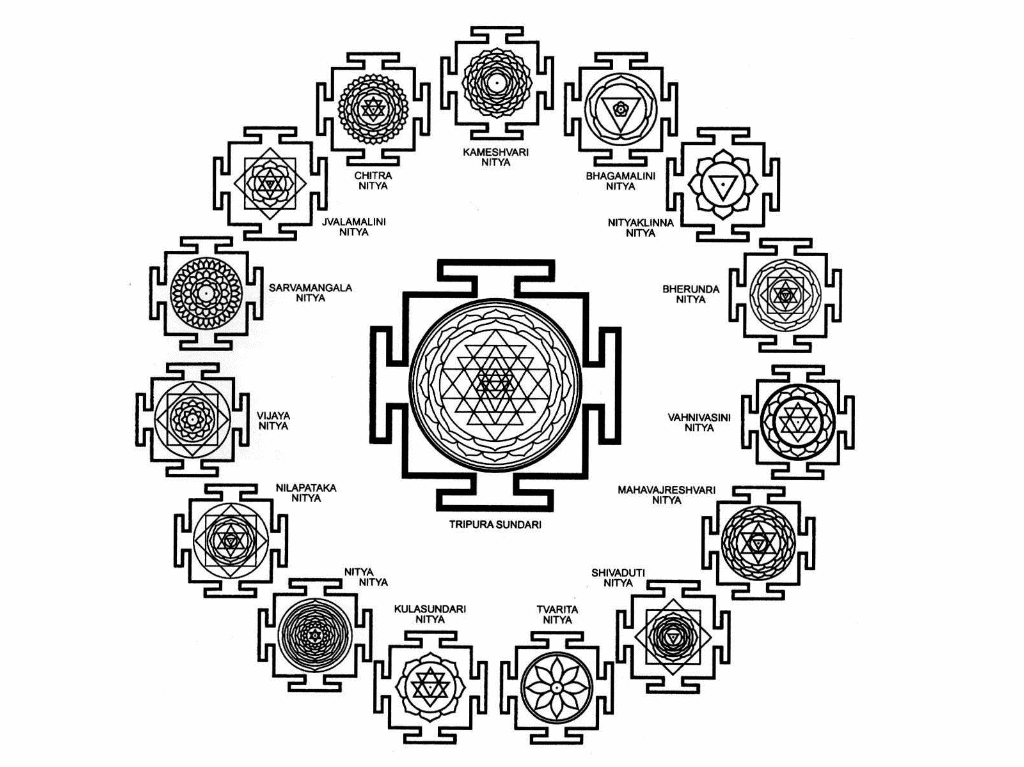 KAMESHVARI
NITYA
CHITRA
NITYA
BHAGAMALINI
NITYA
JVALAMALINI
NITYA
NITYAKLINNA
NITYA
SARVAMANGALA
NITYA
BHERUNDA
NITYA
VIJAYA
NITYA
VAHNIVASINI
NITYA
NILAPATAKA
NITYA
MAHAVAJRESHVARI
NITYA
TRIPURA SUNDARI
NITYA
NITYA
SHIVADUTI
NITYA
KULASUNDARI
NITYA
TVARITA
NITYA